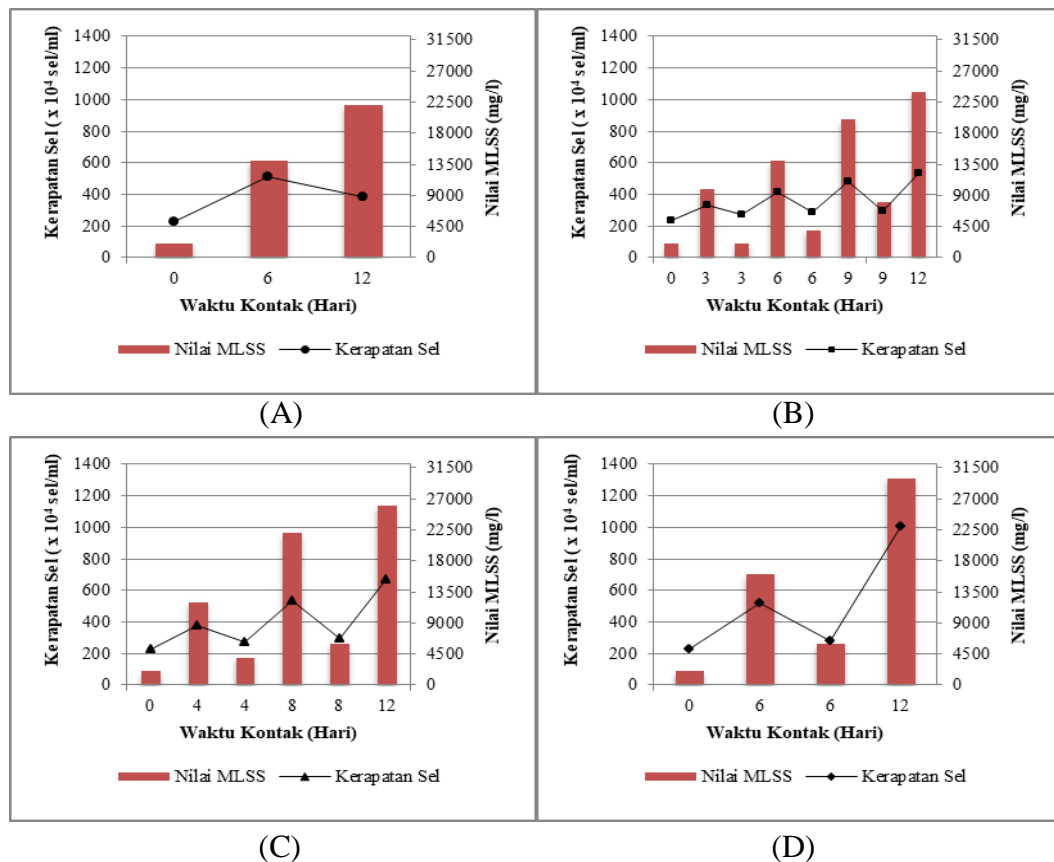 1400
1200
1000
800
600
400
200
0
Kerapatan Sel ( x 10⁴ sel/ml)
31500
27000
22500
18000
13500
9000
4500
0
Nilai MLSS (mg/l)
0 6 12
Waktu Kontak (Hari)
Nilai MLSS Kerapatan Sel
(A)
1400
1200
1000
800
600
400
200
0
Kerapatan Sel ( x 10⁴ sel/ml)
31500
27000
22500
18000
13500
9000
4500
0
Nilai MLSS (mg/l)
0 3 3 6 6 9 9 12
Waktu Kontak (Hari)
Nilai MLSS Kerapatan Sel
(B)
1400
1200
1000
800
600
400
200
0
Kerapatan Sel ( x 10⁴ sel/ml)
31500
27000
22500
18000
13500
9000
4500
0
Nilai MLSS (mg/l)
0 4 4 8 8 12
Waktu Kontak (Hari)
Nilai MLSS Kerapatan Sel
(C)
1400
1200
1000
800
600
400
200
0
Kerapatan Sel ( x 10⁴ sel/ml)
31500
27000
22500
18000
13500
9000
4500
0
Nilai MLSS (mg/l)
0 6 6 12
Waktu Kontak (Hari)
Nilai MLSS Kerapatan Sel
(D)